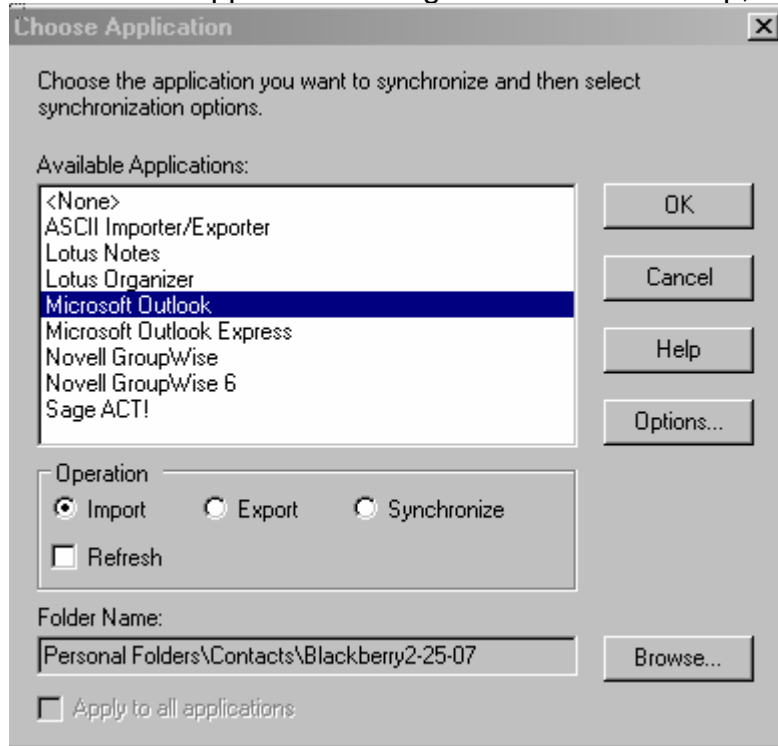 Choose Application
Choose the application you want to synchronize and then select
synchronization options.
Available Applications:
<None>
ASCII Importer/Exporter
Lotus Notes
Lotus Organizer
Microsoft Outlook
Microsoft Outlook Express
Novell GroupWise
Novell GroupWise 6
Sage ACT!
OK
Cancel
Help
Options...
Operation
Import Export Synchronize
Refresh
Folder Name:
Personal Folders\Contacts\Blackberry2-25-07
Browse...
Apply to all applications